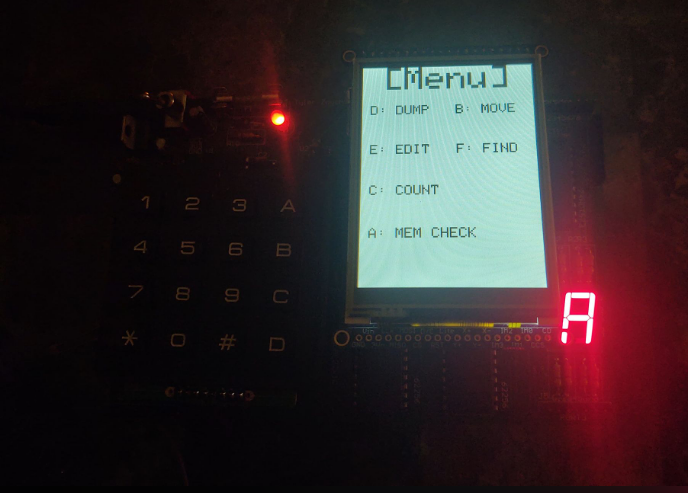 [Menu]
D: DUMP B: MOVE
E: EDIT F: FIND
C: COUNT
A: MEM CHECK
1 2 3 A
4 5 6 B
7 8 9 C
* 0 # D
A